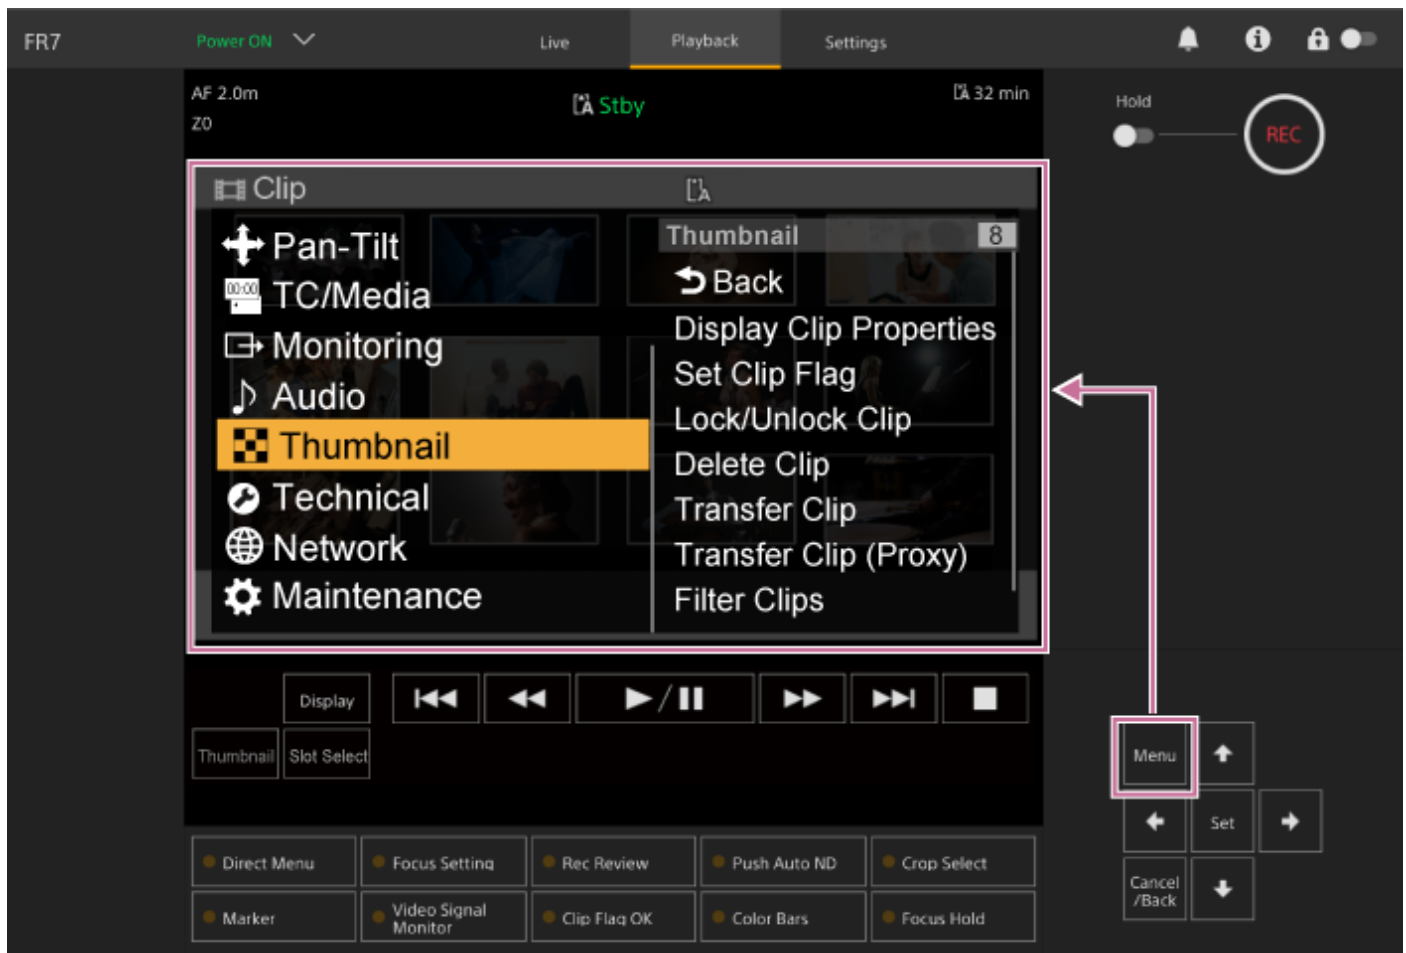 FR7
Power ON
Live
Playback
Settings
AF 2.0m
Z0
A Stby
A 32 min
Hold
REC
Clip
A
Pan-Tilt
00:00 TC/Media
Monitoring
Audio
Thumbnail
Technical
Network
Maintenance
Thumbnail 8
Back
Display Clip Properties
Set Clip Flag
Lock/Unlock Clip
Delete Clip
Transfer Clip
Transfer Clip (Proxy)
Filter Clips
Display
Thumbnail
Slot Select
Menu
Set
Cancel
/Back
Direct Menu
Focus Setting
Rec Review
Push Auto ND
Crop Select
Marker
Video Signal
Monitor
Clip Flag OK
Color Bars
Focus Hold